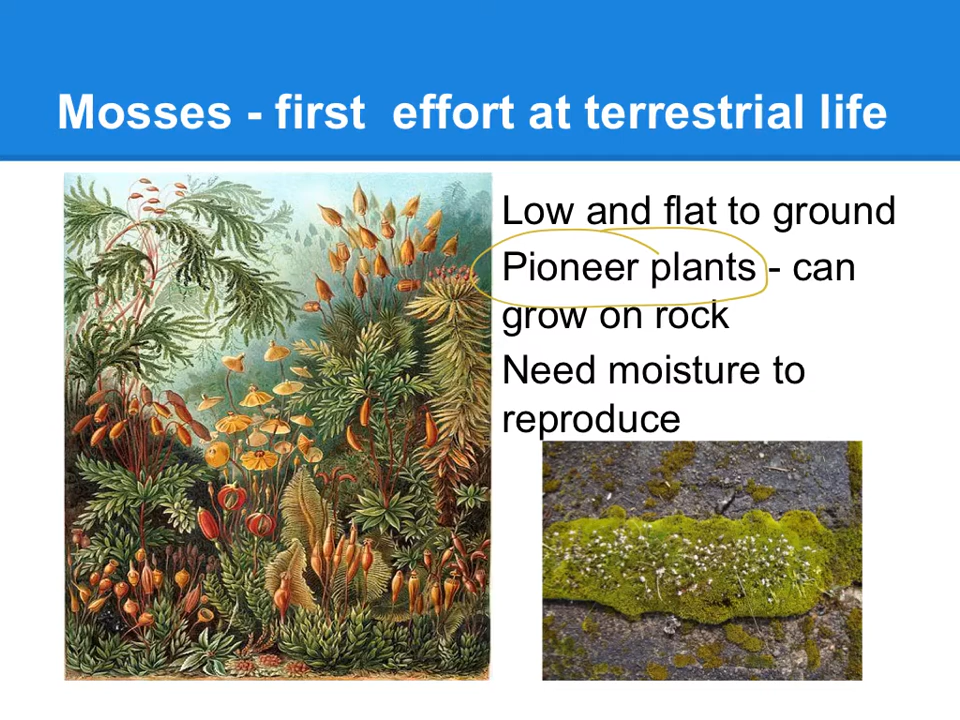 Mosses - first  effort at terrestrial life
Low and flat to ground
Pioneer plants - can
grow on rock
Need moisture to
reproduce